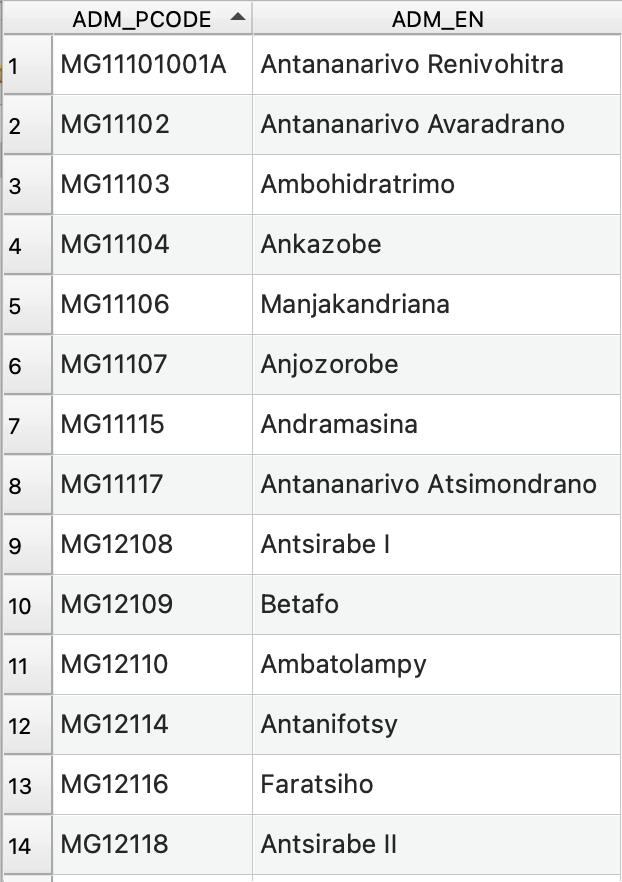 ADM_PCODE ADM_EN
1 MG11101001A Antananarivo Renivohitra
2 MG11102 Antananarivo Avaradrano
3 MG11103 Ambohidratrimo
4 MG11104 Ankazobe
5 MG11106 Manjakandriana
6 MG11107 Anjozorobe
7 MG11115 Andramasina
8 MG11117 Antananarivo Atsimondrano
9 MG12108 Antsirabe I
10 MG12109 Betafo
11 MG12110 Ambatolampy
12 MG12114 Antanifotsy
13 MG12116 Faratsiho
14 MG12118 Antsirabe II